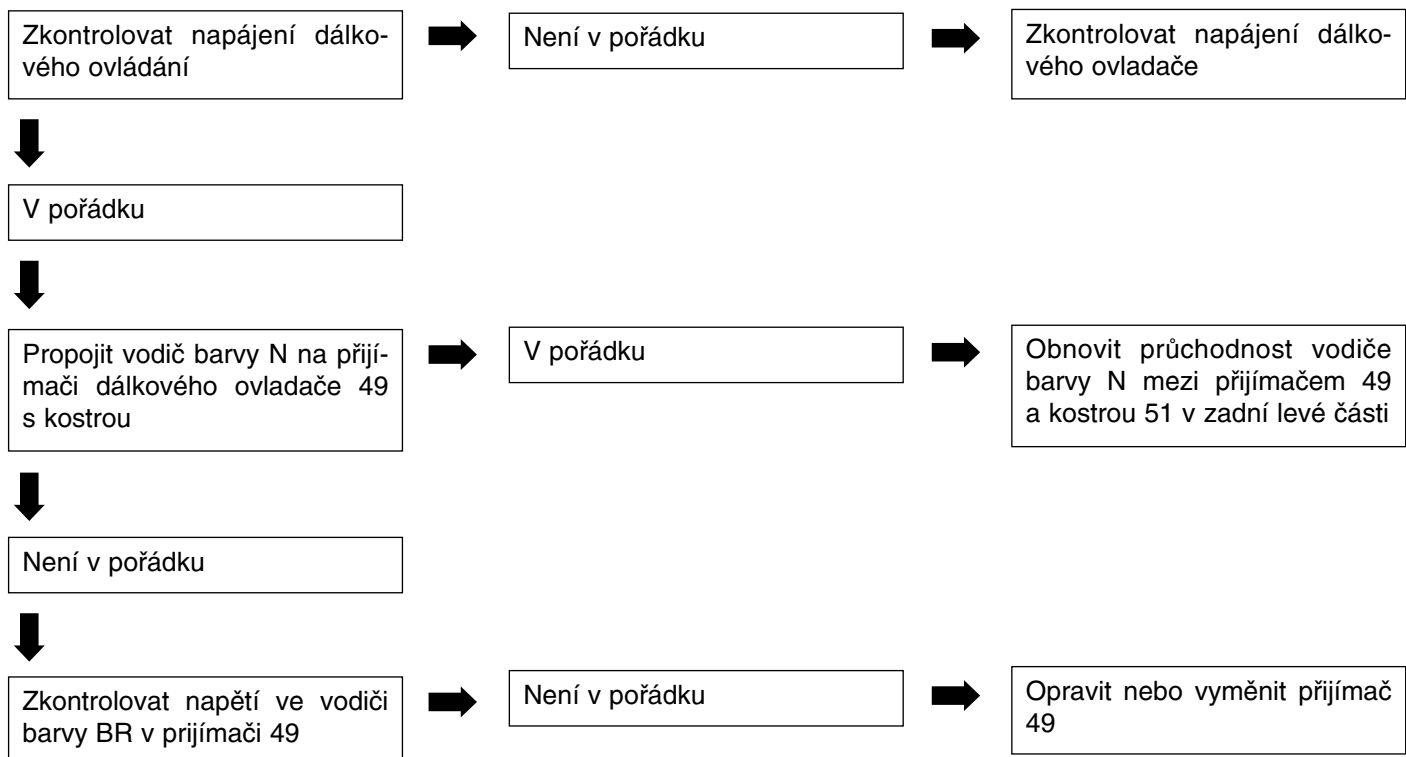 Zkontrolovat napájení dálko-
vého ovládání
Není v pořádku
Zkontrolovat napájení dálko-
vého ovladače
V pořádku
Propojit vodič barvy N na přijí-
mači dálkového ovladače 49
s kostrou
V pořádku
Obnovit průchodnost vodiče
barvy N mezi přijímačem 49
a kostrou 51 v zadní levé části
Není v pořádku
Zkontrolovat napětí ve vodiči
barvy BR v prijímači 49
Není v pořádku
Opravit nebo vyměnit přijímač
49